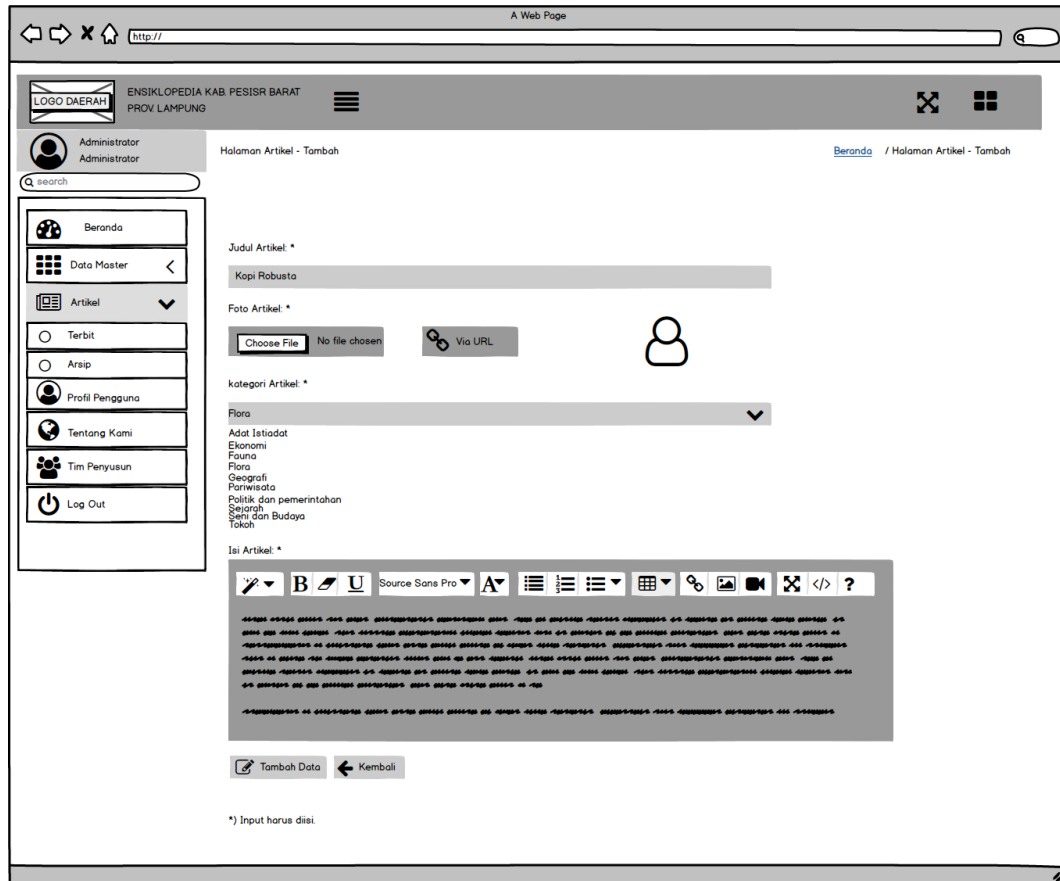 A Web Page
http://
LOGO DAERAH
ENSIKLOPEDIA KAB. PESISR BARAT
PROV. LAMPUNG
Administrator
Administrator
search
Halaman Artikel - Tambah
Beranda / Halaman Artikel - Tambah
Beranda
Data Master
Artikel
Terbit
Arsip
Profil Pengguna
Tentang Kami
Tim Penyusun
Log Out
Judul Artikel: *
Kopi Robusta
Foto Artikel: *
Choose File No file chosen
Via URL
kategori Artikel: *
Flora
Adat Istiadat
Ekonomi
Fauna
Flora
Geografi
Pariwisata
Politik dan pemerintahan
Sejarah
Seni dan Budaya
Tokoh
Isi Artikel: *
B U Source Sans Pro A 1 2 3 </> ?
Tambah Data
Kembali
*) Input harus diisi.